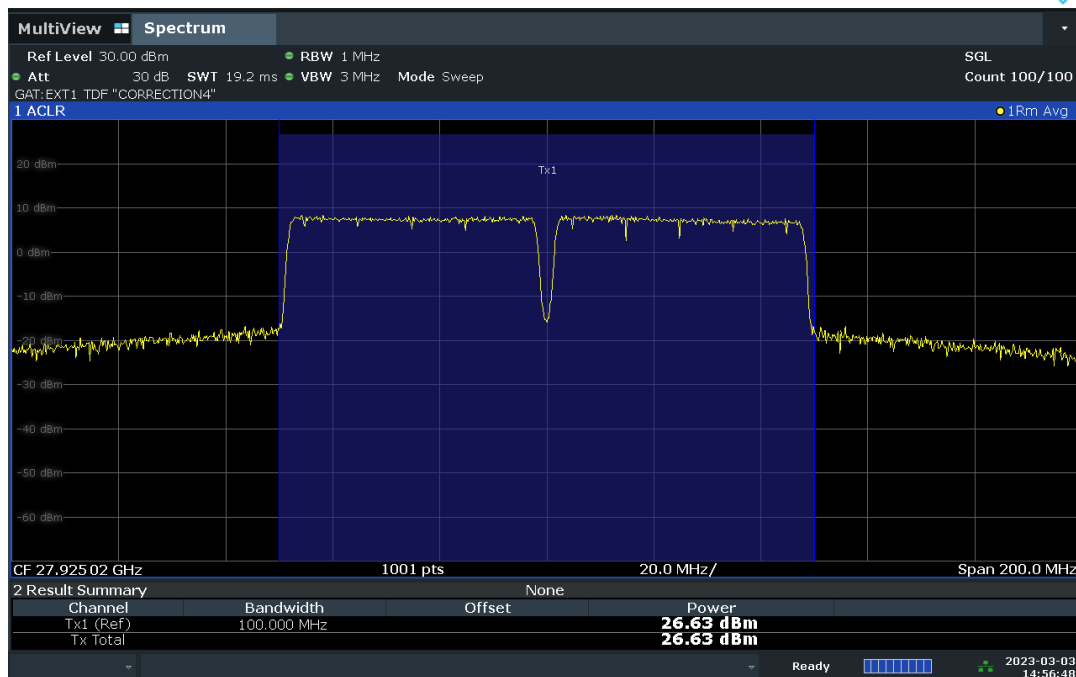 MultiView Spectrum
Ref Level 30.00 dBm RBW 1 MHz SGL
Att 30 dB SWT 19.2 ms VBW 3 MHz Mode Sweep Count 100/100
GAT:EXT1 TDF "CORRECTION4"
1 ACLR 1Rm Avg
Tx1
20 dBm
10 dBm
0 dBm
-10 dBm
-20 dBm
-30 dBm
-40 dBm
-50 dBm
-60 dBm
CF 27.92502 GHz 1001 pts 20.0 MHz/ Span 200.0 MHz
2 Result Summary None
Channel Bandwidth Offset Power
Tx1 (Ref) 100.000 MHz 26.63 dBm
Tx Total 26.63 dBm
Ready 2023-03-03
14:56:48